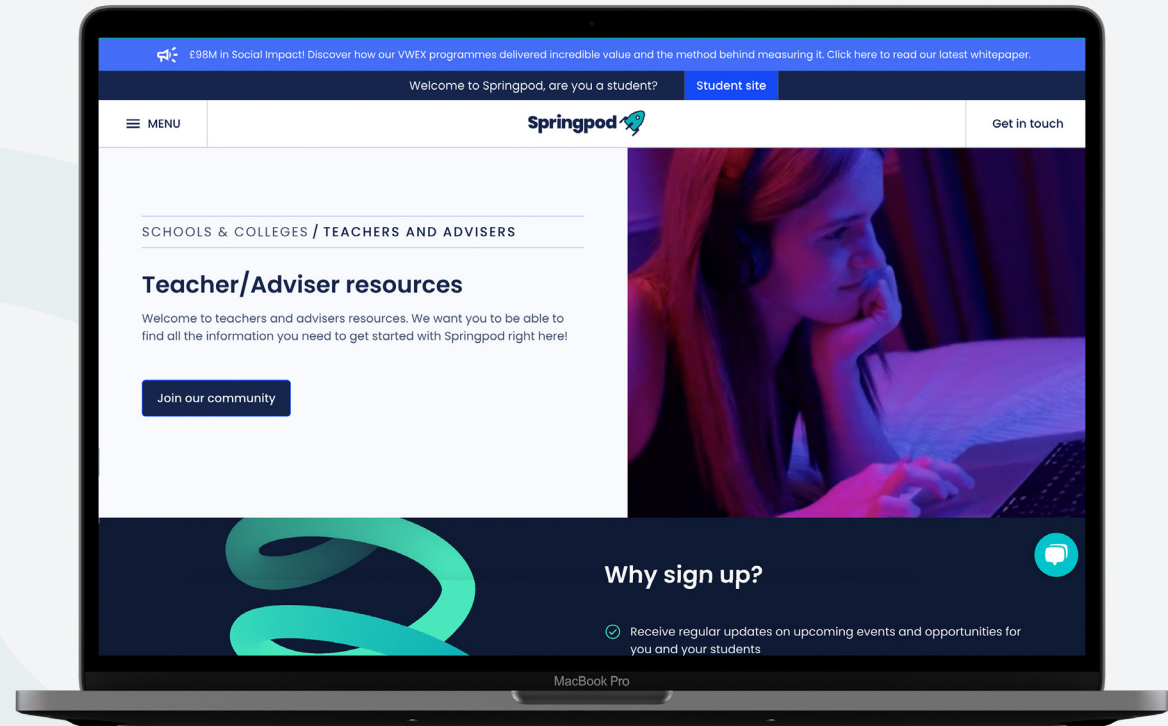 £98M in Social Impact! Discover how our VWEX programmes delivered incredible value and the method behind measuring it. Click here to read our latest whitepaper.
Welcome to Springpod, are you a student? Student site
MENU Springpod Get in touch
SCHOOLS & COLLEGES / TEACHERS AND ADVISERS
Teacher/Adviser resources
Welcome to teachers and advisers resources. We want you to be able to
find all the information you need to get started with Springpod right here!
Join our community
Why sign up?
Receive regular updates on upcoming events and opportunities for
you and your students
MacBook Pro